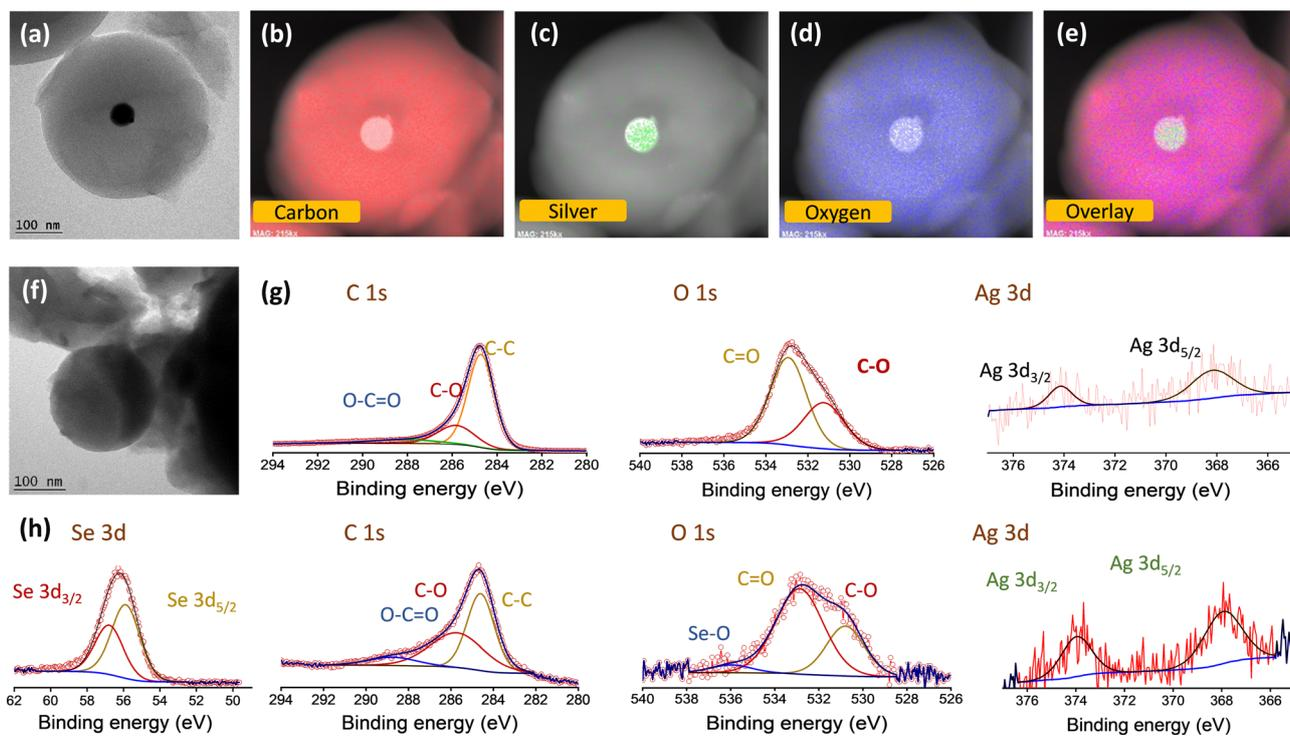 (a)
100 nm
(b)
Carbon
MAG: 215kx
(c)
Silver
MAG: 215kx
(d)
Oxygen
MAG: 215kx
(e)
Overlay
MAG: 215kx
(f)
100 nm
(g)
C 1s
C-C
C-O
O-C=O
294 292 290 288 286 284 282 280
Binding energy (eV)
O 1s
C=O
C-O
540 538 536 534 532 530 528 526
Binding energy (eV)
Ag 3d
Ag 3d3/2
Ag 3d5/2
376 374 372 370 368 366
Binding energy (eV)
(h)
Se 3d
Se 3d3/2
Se 3d5/2
62 60 58 56 54 52 50
Binding energy (eV)
C 1s
C-O
O-C=O
C-C
294 292 290 288 286 284 282 280
Binding energy (eV)
O 1s
C=O
C-O
Se-O
540 538 536 534 532 530 528 526
Binding energy (eV)
Ag 3d
Ag 3d3/2
Ag 3d5/2
376 374 372 370 368 366
Binding energy (eV)